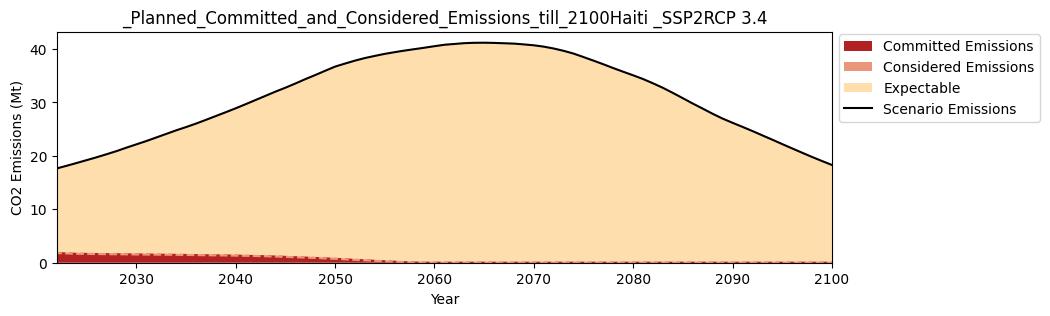 _Planned_Committed_and_Considered_Emissions_till_2100Haiti _SSP2RCP 3.4
CO2 Emissions (Mt)
40
30
20
10
0
2030 2040 2050 2060 2070 2080 2090 2100
Year
Committed Emissions
Considered Emissions
Expectable
Scenario Emissions